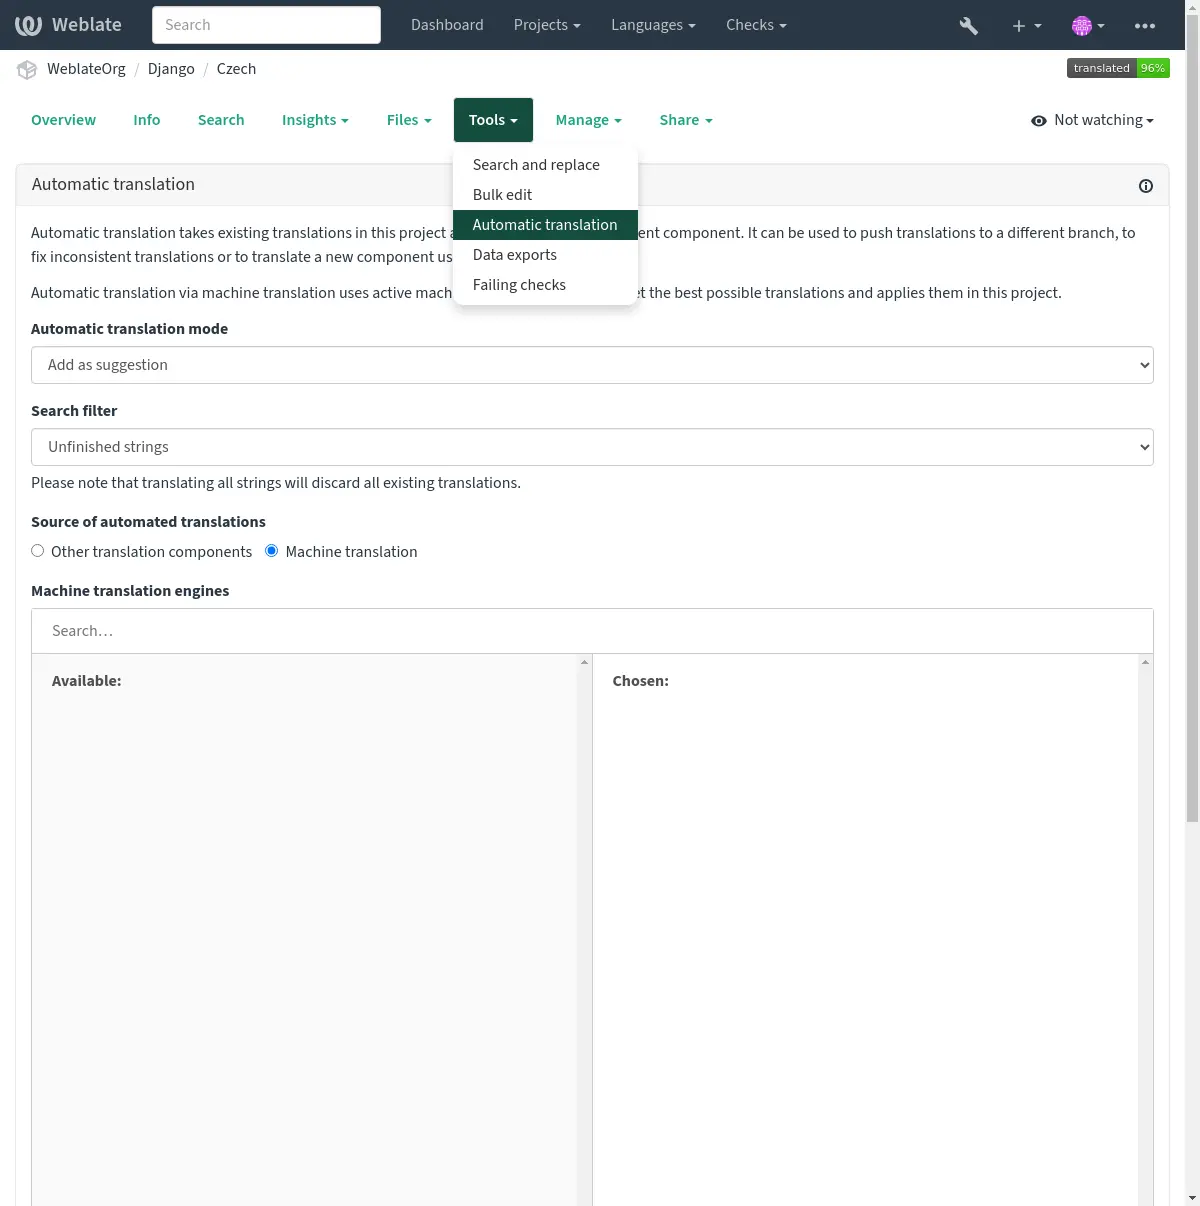 Weblate Search Dashboard Projects Languages Checks
WeblateOrg / Django / Czech translated 96%
Overview Info Search Insights Files Tools Manage Share Not watching
Search and replace
Bulk edit
Automatic translation
Data exports
Failing checks
Automatic translation
Automatic translation takes existing translations in this project ent component. It can be used to push translations to a different branch, to
fix inconsistent translations or to translate a new component us
Automatic translation via machine translation uses active mach et the best possible translations and applies them in this project.
Automatic translation mode
Add as suggestion
Search filter
Unfinished strings
Please note that translating all strings will discard all existing translations.
Source of automated translations
Other translation components Machine translation
Machine translation engines
Search…
Available: Chosen: